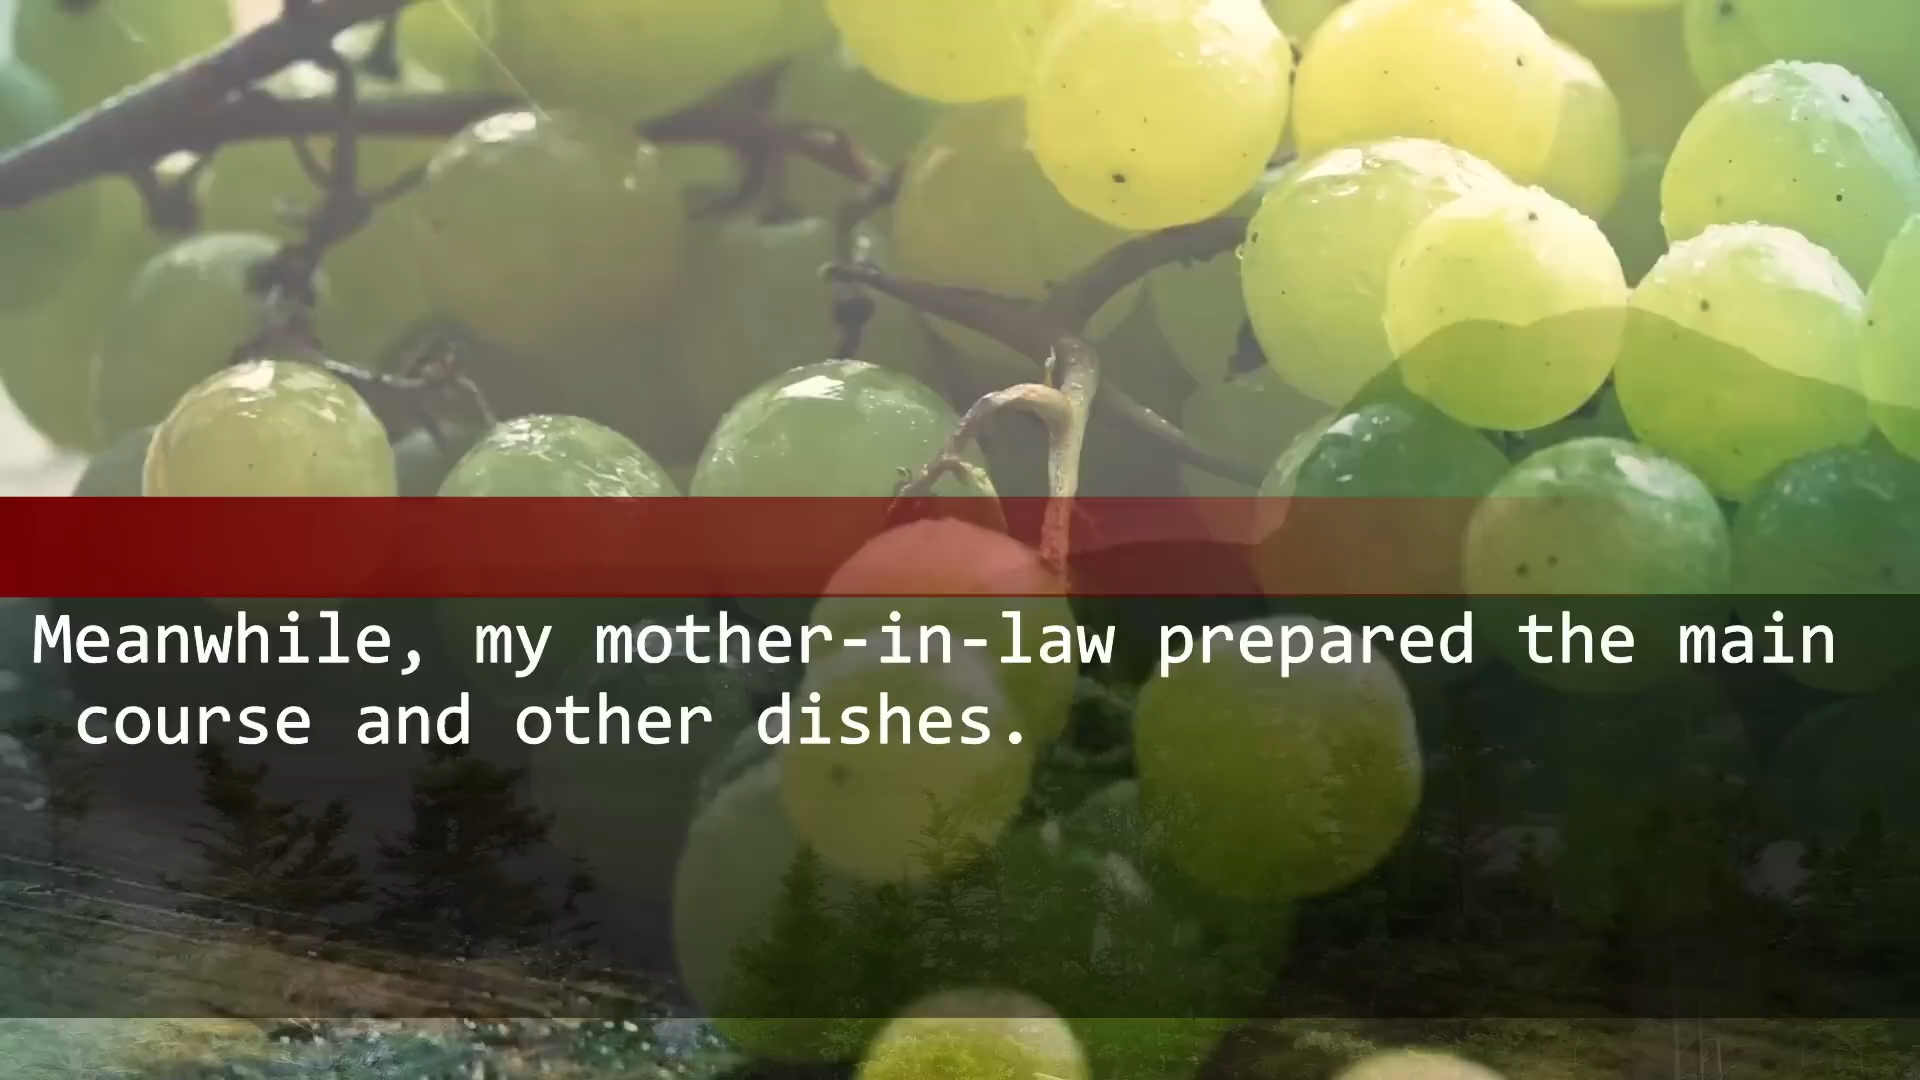 Meanwhile, my mother-in-law prepared the main
course and other dishes.